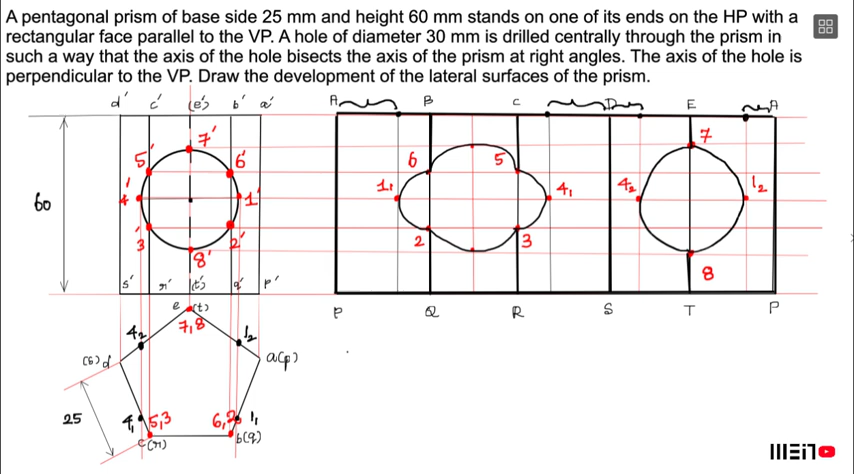 A pentagonal prism of base side 25 mm and height 60 mm stands on one of its ends on the HP with a
rectangular face parallel to the VP. A hole of diameter 30 mm is drilled centrally through the prism in
such a way that the axis of the hole bisects the axis of the prism at right angles. The axis of the hole is
perpendicular to the VP. Draw the development of the lateral surfaces of the prism.
d' c' (e') b' a' A B C D E A
7' 7
5' 6' 6 5
60 4' 1' 1₁ 4₁ 4₂ 1₂
3' 2' 2 3
8' 8
s' r' (t') q' p' P Q R S T P
e (t)
7,8
4₂ 1₂
(s) d a(p)
25 4₁ 5,3 6,2 1₁
c(r) b(q)